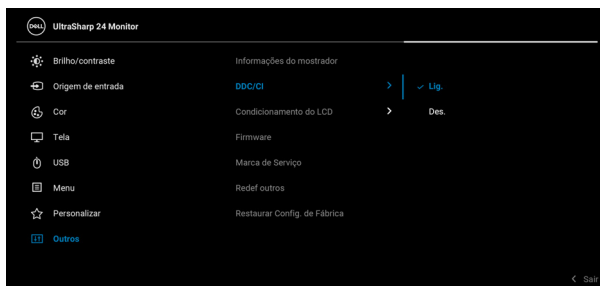 DELL UltraSharp 24 Monitor
Brilho/contraste Informações do mostrador
Origem de entrada DDC/CI Lig.
Cor Condicionamento do LCD Des.
Tela Firmware
USB Marca de Serviço
Menu Redef outros
Personalizar Restaurar Config. de Fábrica
Outros
Sair